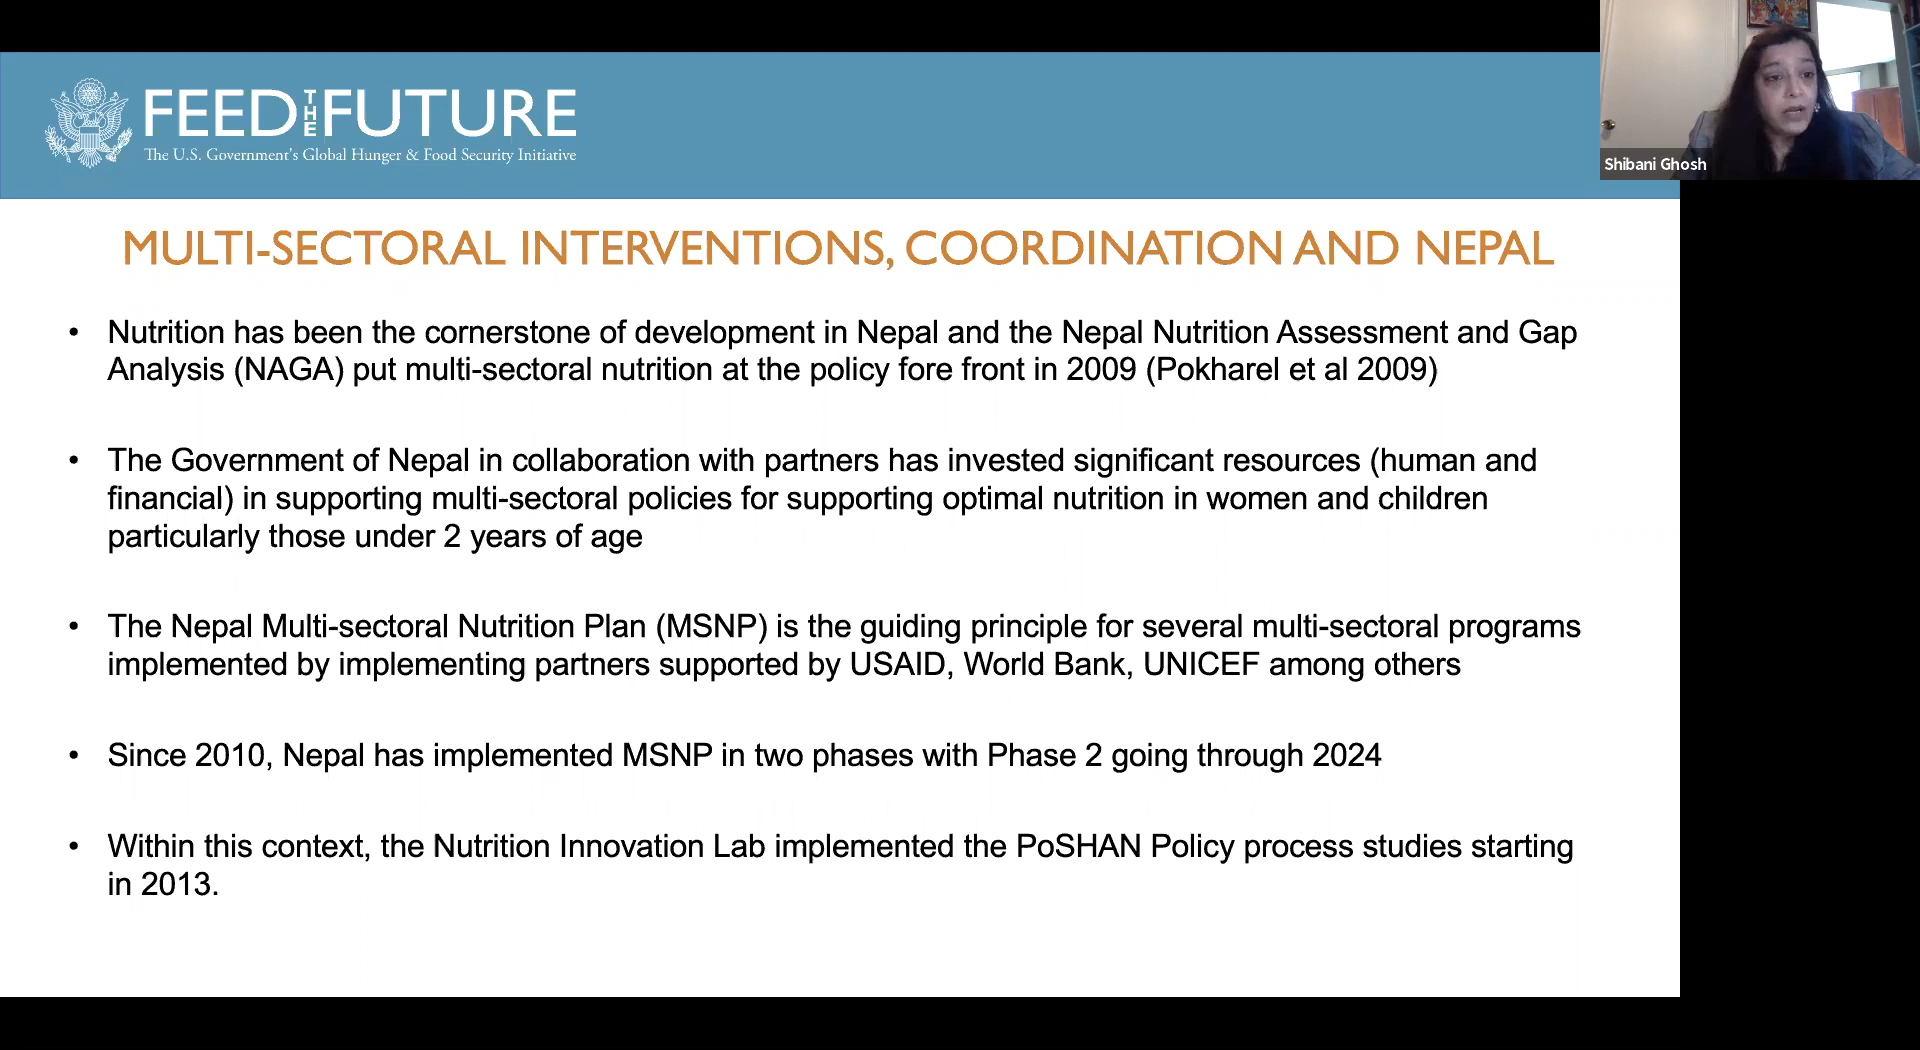 FEED THE FUTURE
The U.S. Government's Global Hunger & Food Security Initiative
Shibani Ghosh
MULTI-SECTORAL INTERVENTIONS, COORDINATION AND NEPAL
• Nutrition has been the cornerstone of development in Nepal and the Nepal Nutrition Assessment and Gap
Analysis (NAGA) put multi-sectoral nutrition at the policy fore front in 2009 (Pokharel et al 2009)
• The Government of Nepal in collaboration with partners has invested significant resources (human and
financial) in supporting multi-sectoral policies for supporting optimal nutrition in women and children
particularly those under 2 years of age
• The Nepal Multi-sectoral Nutrition Plan (MSNP) is the guiding principle for several multi-sectoral programs
implemented by implementing partners supported by USAID, World Bank, UNICEF among others
• Since 2010, Nepal has implemented MSNP in two phases with Phase 2 going through 2024
• Within this context, the Nutrition Innovation Lab implemented the PoSHAN Policy process studies starting
in 2013.